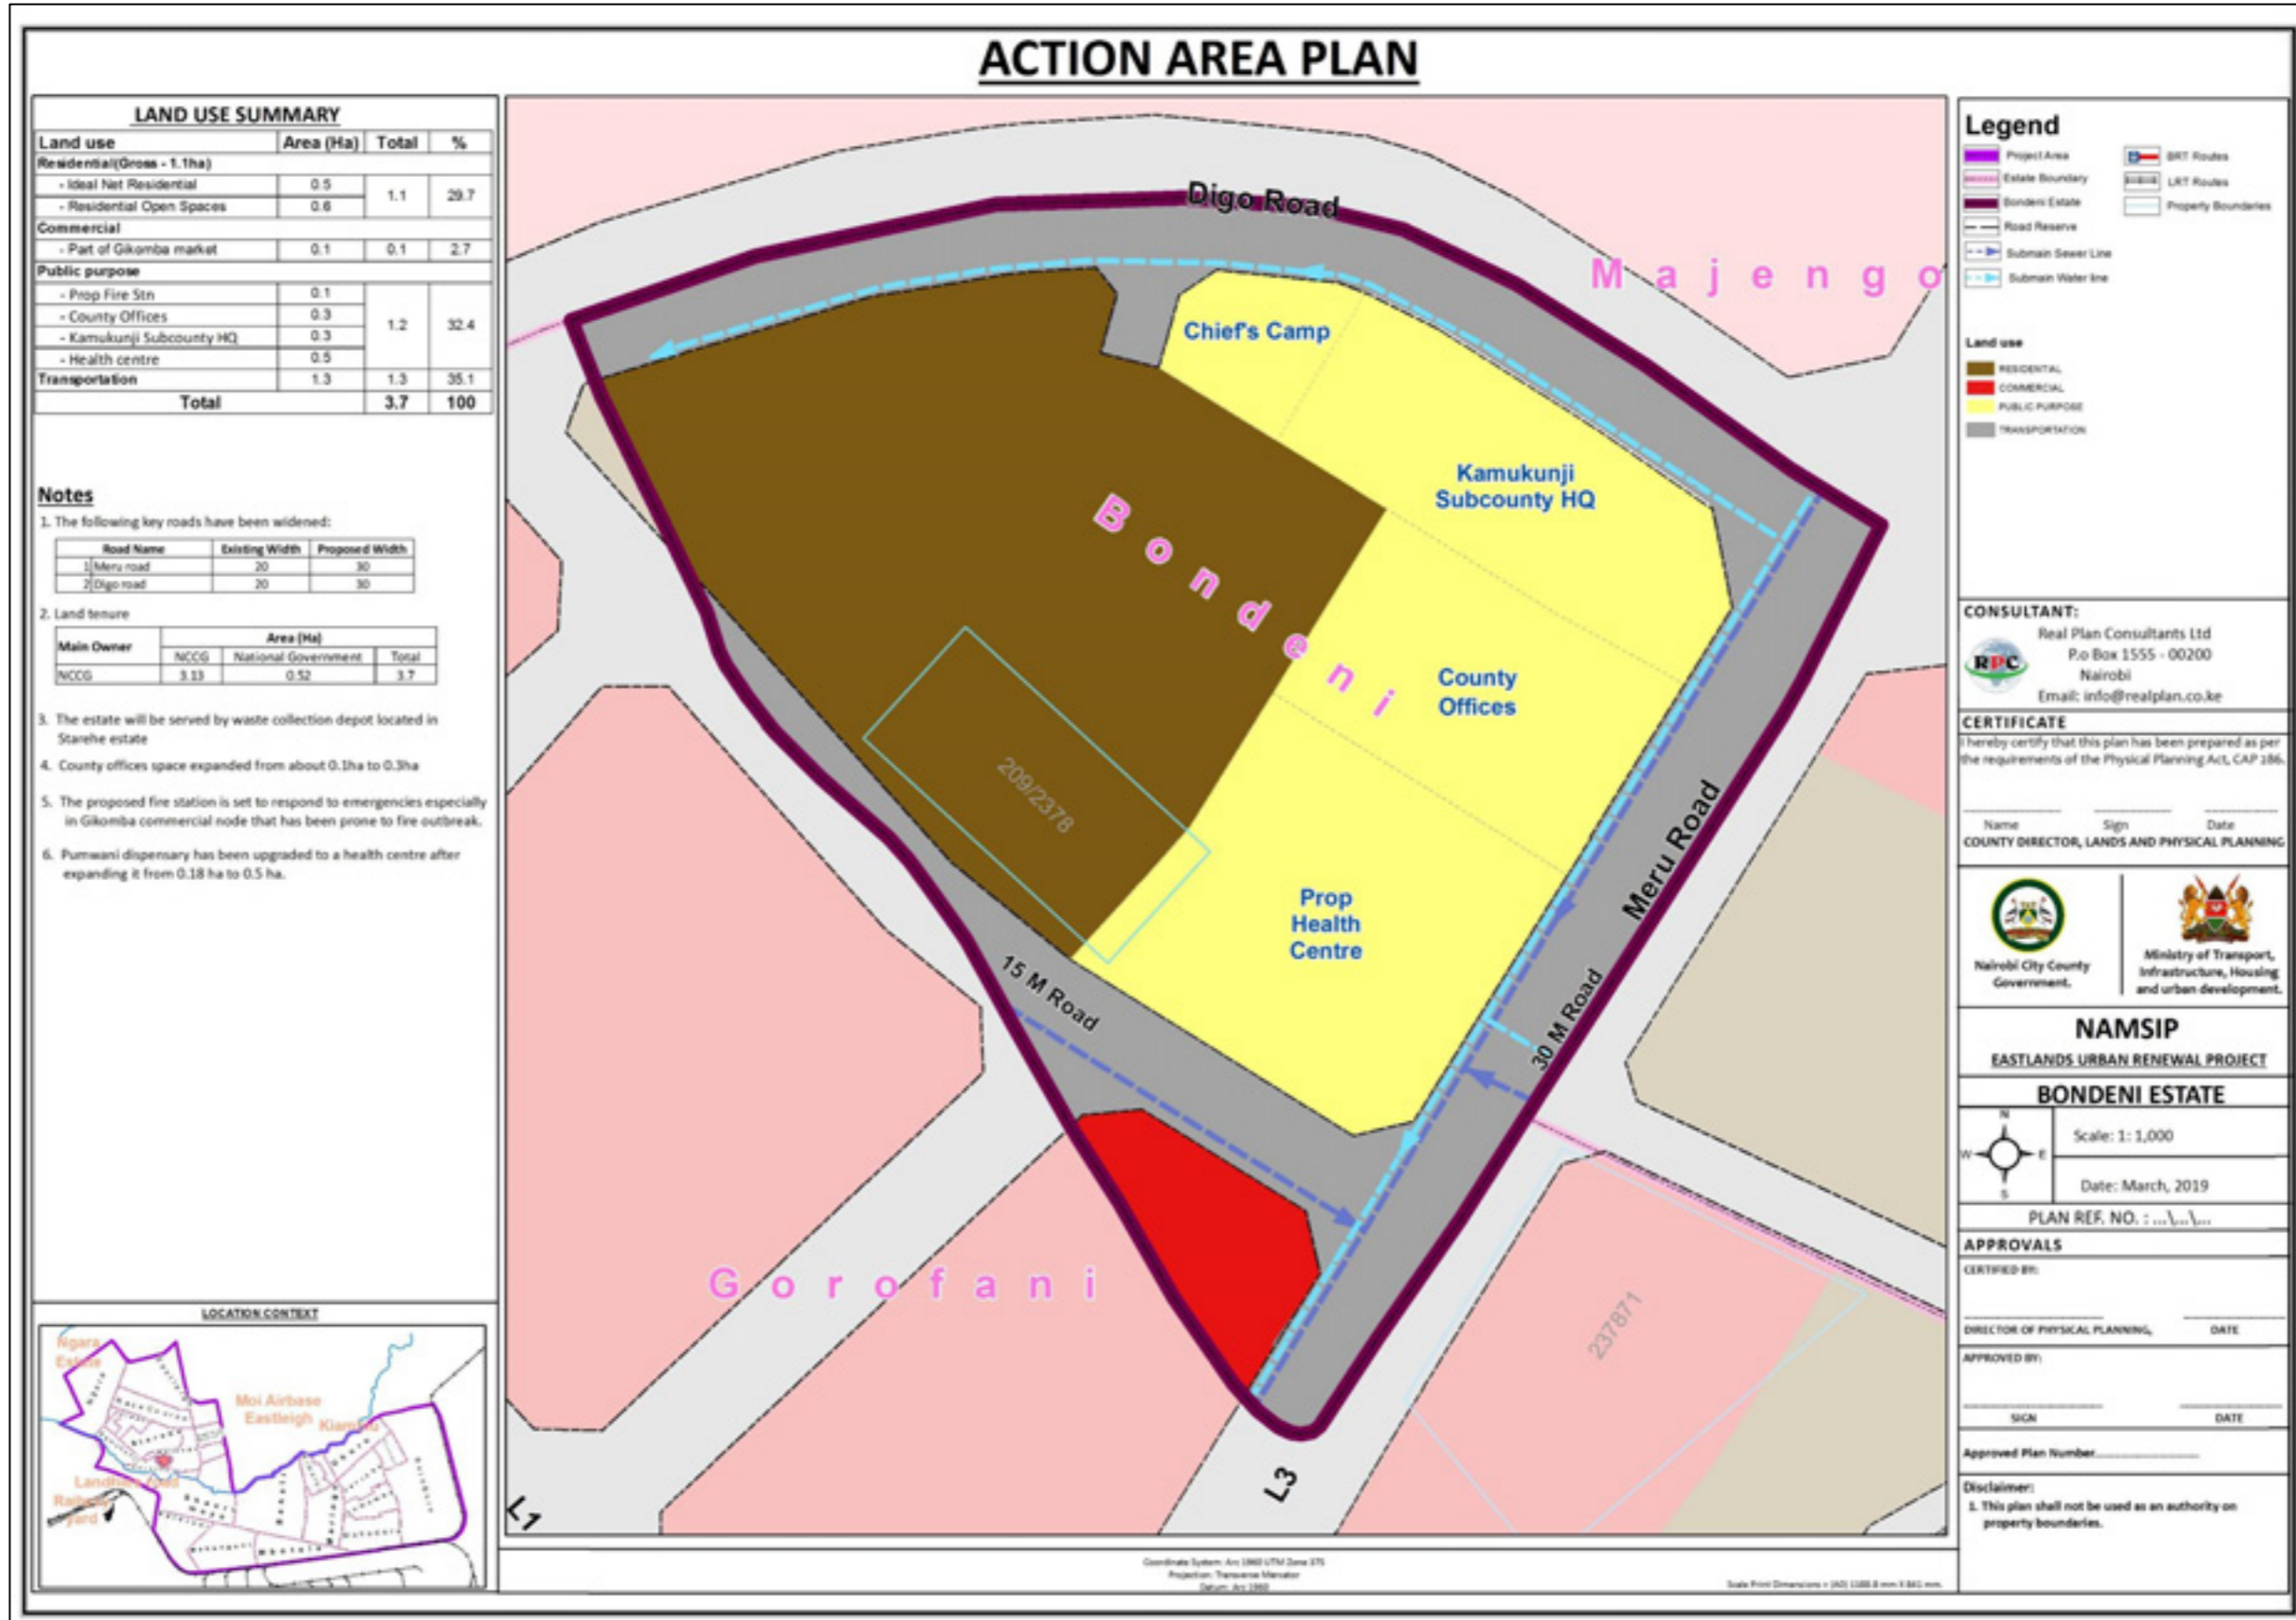 ACTION AREA PLAN
LAND USE SUMMARY
Land use Area (Ha) Total %
Residential(Gross - 1.1ha)
- Ideal Net Residential 0.5 1.1 29.7
- Residential Open Spaces 0.6
Commercial
- Part of Gikomba market 0.1 0.1 2.7
Public purpose
- Prop Fire Stn 0.1 1.2 32.4
- County Offices 0.3
- Kamukunji Subcounty HQ 0.3
- Health centre 0.5
Transportation 1.3 1.3 35.1
Total 3.7 100
Notes
1. The following key roads have been widened:
Road Name Existing Width Proposed Width
1 Meru road 20 30
2 Digo road 20 30
2. Land tenure
Main Owner Area (Ha)
NCCG National Government Total
NCCG 3.13 0.52 3.7
3. The estate will be served by waste collection depot located in
Starehe estate
4. County offices space expanded from about 0.1ha to 0.3ha
5. The proposed fire station is set to respond to emergencies especially
in Gikomba commercial node that has been prone to fire outbreak.
6. Pumwani dispensary has been upgraded to a health centre after
expanding it from 0.18 ha to 0.5 ha.
LOCATION CONTEXT
Ngara
Estate
Moi Airbase
Eastleigh
Railway
yard
Digo Road
Majengo
Chief's Camp
Kamukunji
Subcounty HQ
Bondeni
County
Offices
209/2378
Prop
Health
Centre
Meru Road
15 M Road
30 M Road
Gorofani
237871
L1
L3
Coordinate System: Arc 1960 UTM Zone 37S
Projection: Transverse Mercator
Datum: Arc 1960
Legend
Project Area
Estate Boundary
Bondeni Estate
Road Reserve
Submain Sewer Line
Submain Water line
BRT Routes
LRT Routes
Property Boundaries
Land use
RESIDENTIAL
COMMERCIAL
PUBLIC PURPOSE
TRANSPORTATION
CONSULTANT:
RPC
Real Plan Consultants Ltd
P.o Box 1555 - 00200
Nairobi
Email: info@realplan.co.ke
CERTIFICATE
I hereby certify that this plan has been prepared as per
the requirements of the Physical Planning Act, CAP 186.
Name Sign Date
COUNTY DIRECTOR, LANDS AND PHYSICAL PLANNING
Nairobi City County
Government.
Ministry of Transport,
Infrastructure, Housing
and urban development.
NAMSIP
EASTLANDS URBAN RENEWAL PROJECT
BONDENI ESTATE
N
W E
S
Scale: 1: 1,000
Date: March, 2019
PLAN REF. NO. : ...\...\...
APPROVALS
CERTIFIED BY:
DIRECTOR OF PHYSICAL PLANNING, DATE
APPROVED BY:
SIGN DATE
Approved Plan Number
Disclaimer:
1. This plan shall not be used as an authority on
property boundaries.